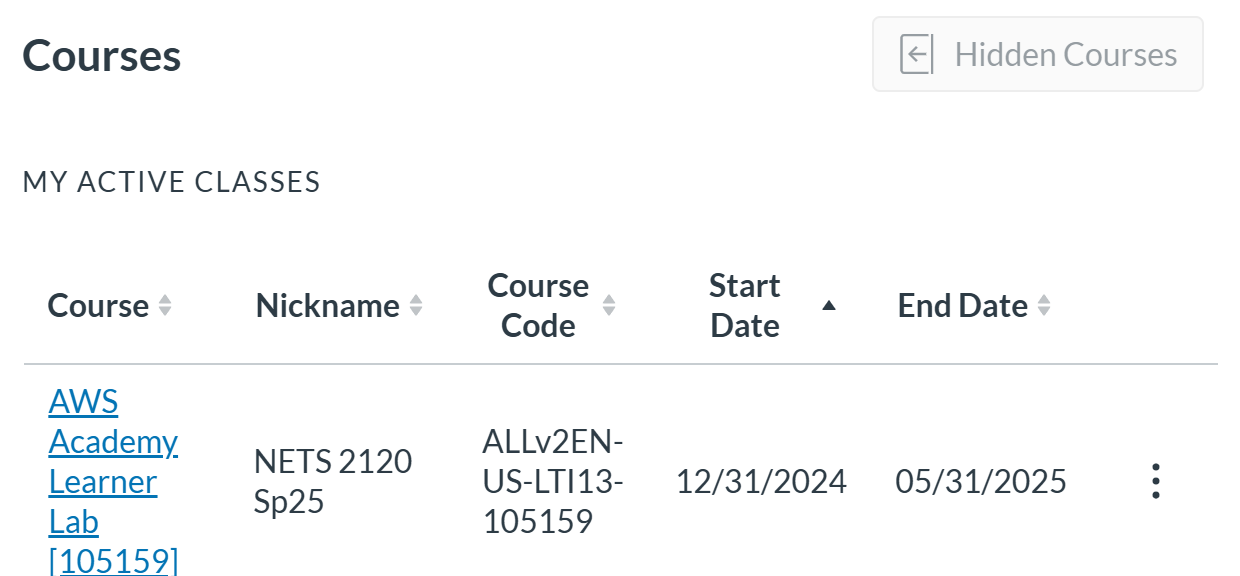 Courses
Hidden Courses
MY ACTIVE CLASSES
Course
Nickname
Course
Code
Start
Date
End Date
AWS
Academy
Learner
Lab
[105159]
NETS 2120
Sp25
ALLv2EN-
US-LTI13-
105159
12/31/2024
05/31/2025